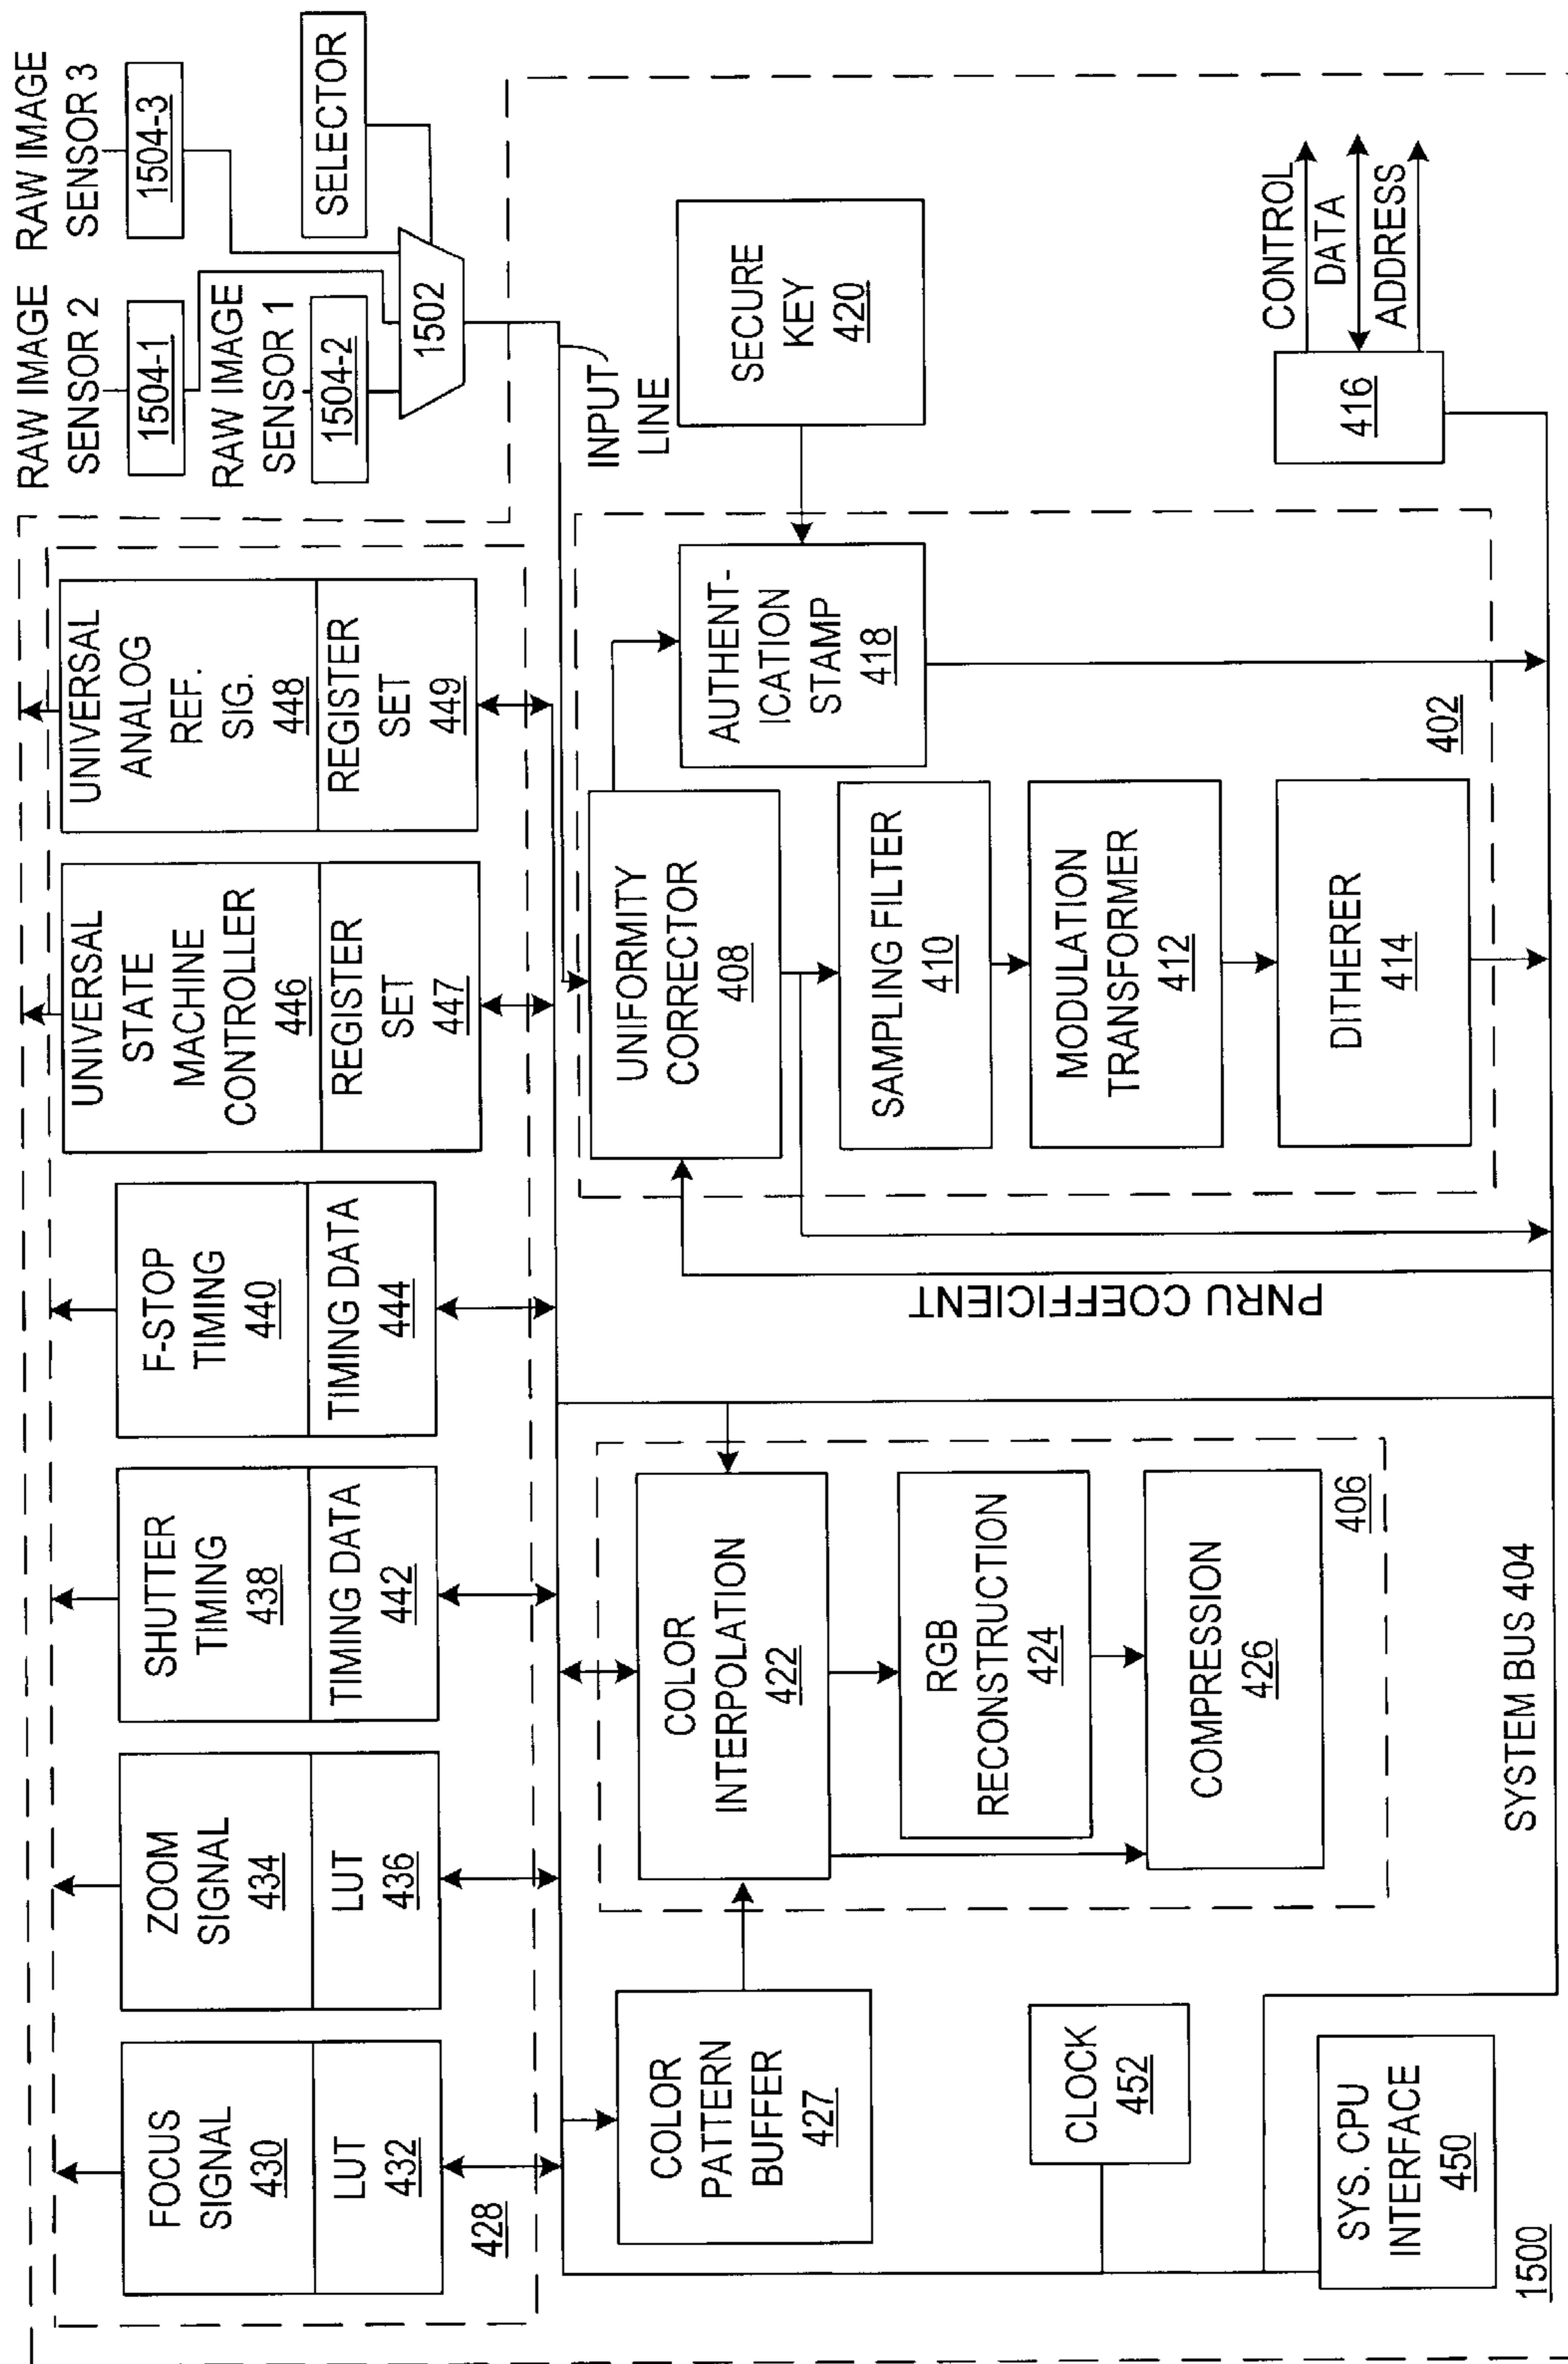 FOCUS
SIGNAL
430
LUT
432
ZOOM
SIGNAL
434
LUT
436
SHUTTER
TIMING
438
TIMING DATA
442
F-STOP
TIMING
440
TIMING DATA
444
UNIVERSAL
STATE
MACHINE
CONTROLLER
446
REGISTER
SET
447
UNIVERSAL
ANALOG
REF.
SIG.
448
REGISTER
SET
449
428
RAW IMAGE
SENSOR 2
1504-1
RAW IMAGE
SENSOR 1
1504-2
RAW IMAGE
SENSOR 3
1504-3
SELECTOR
1502
INPUT
LINE
COLOR
PATTERN
BUFFER
427
COLOR
INTERPOLATION
422
RGB
RECONSTRUCTION
424
COMPRESSION
426
406
PNRU COEFFICIENT
UNIFORMITY
CORRECTOR
408
SAMPLING FILTER
410
MODULATION
TRANSFORMER
412
DITHERER
414
AUTHENT-
ICATION
STAMP
418
402
SECURE
KEY
420
CONTROL
DATA
ADDRESS
416
CLOCK
452
SYS. CPU
INTERFACE
450
SYSTEM BUS 404
1500